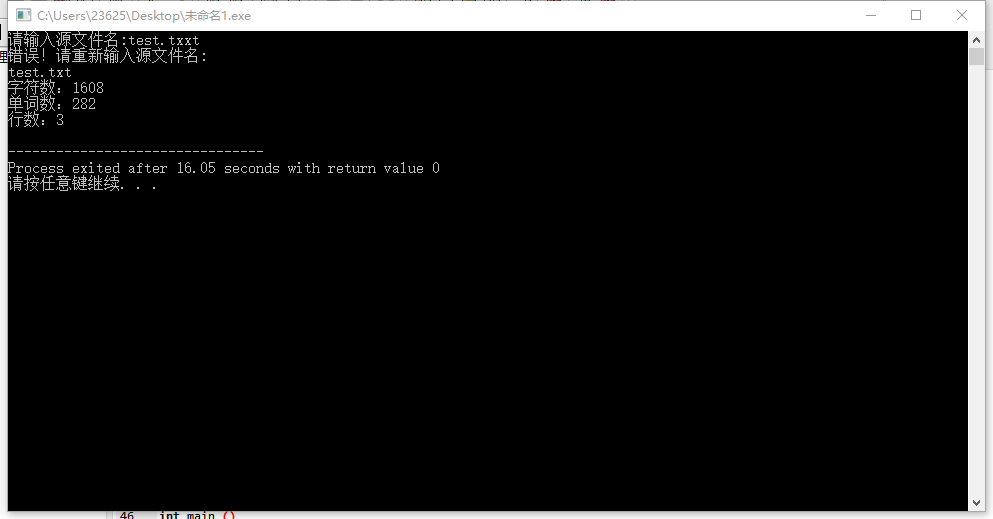 C:\Users\23625\Desktop\未命名1.exe
请输入源文件名:test.txxt
错误! 请重新输入源文件名:
test.txt
字符数: 1608
单词数: 282
行数: 3
--------------------------------
Process exited after 16.05 seconds with return value 0
请按任意键继续. . .
46 int main ()